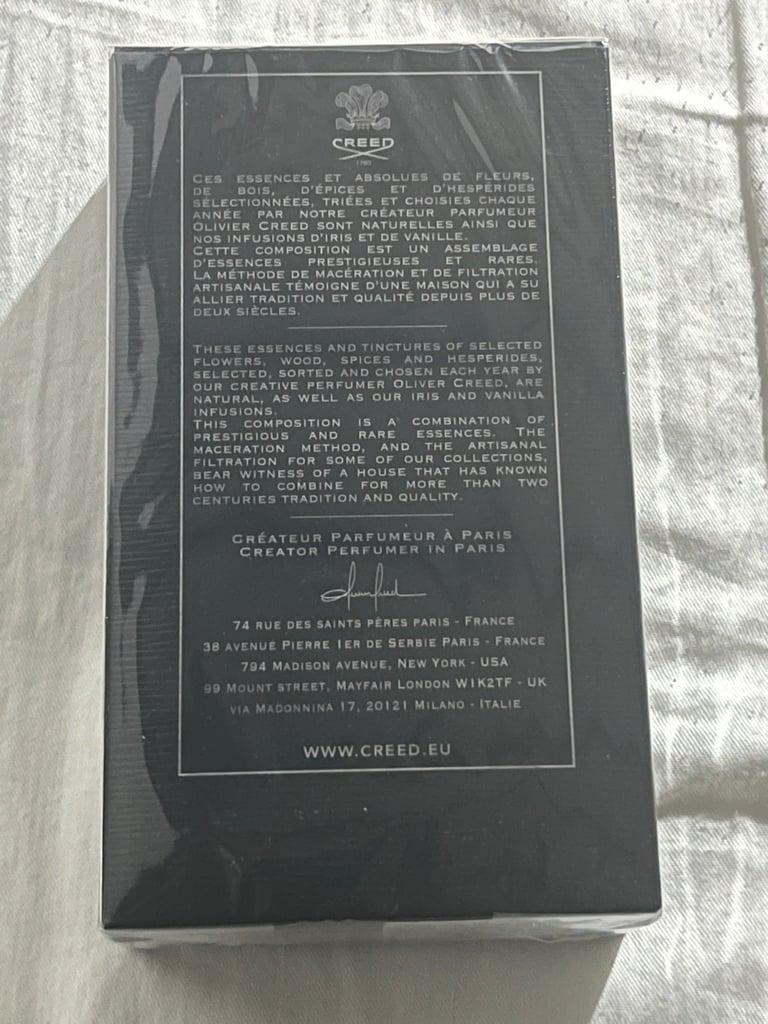 CREED
1760
CES ESSENCES ET ABSOLUES DE FLEURS,
DE BOIS, D'ÉPICES ET D'HESPÉRIDES
SÉLECTIONNÉES, TRIÉES ET CHOISIES CHAQUE
ANNÉE PAR NOTRE CRÉATEUR PARFUMEUR
OLIVIER CREED SONT NATURELLES AINSI QUE
NOS INFUSIONS D'IRIS ET DE VANILLE.
CETTE COMPOSITION EST UN ASSEMBLAGE
D'ESSENCES PRESTIGIEUSES ET RARES.
LA MÉTHODE DE MACÉRATION ET DE FILTRATION
ARTISANALE TÉMOIGNE D'UNE MAISON QUI A SU
ALLIER TRADITION ET QUALITÉ DEPUIS PLUS DE
DEUX SIÈCLES.
THESE ESSENCES AND TINCTURES OF SELECTED
FLOWERS, WOOD, SPICES AND HESPERIDES,
SELECTED, SORTED AND CHOSEN EACH YEAR BY
OUR CREATIVE PERFUMER OLIVER CREED, ARE
NATURAL, AS WELL AS OUR IRIS AND VANILLA
INFUSIONS.
THIS COMPOSITION IS A COMBINATION OF
PRESTIGIOUS AND RARE ESSENCES. THE
MACERATION METHOD, AND THE ARTISANAL
FILTRATION FOR SOME OF OUR COLLECTIONS,
BEAR WITNESS OF A HOUSE THAT HAS KNOWN
HOW TO COMBINE FOR MORE THAN TWO
CENTURIES TRADITION AND QUALITY.
CRÉATEUR PARFUMEUR À PARIS
CREATOR PERFUMER IN PARIS
74 RUE DES SAINTS PÈRES PARIS - FRANCE
38 AVENUE PIERRE 1ER DE SERBIE PARIS - FRANCE
794 MADISON AVENUE, NEW YORK - USA
99 MOUNT STREET, MAYFAIR LONDON W1K2TF - UK
VIA MADONNINA 17, 20121 MILANO - ITALIE
WWW.CREED.EU